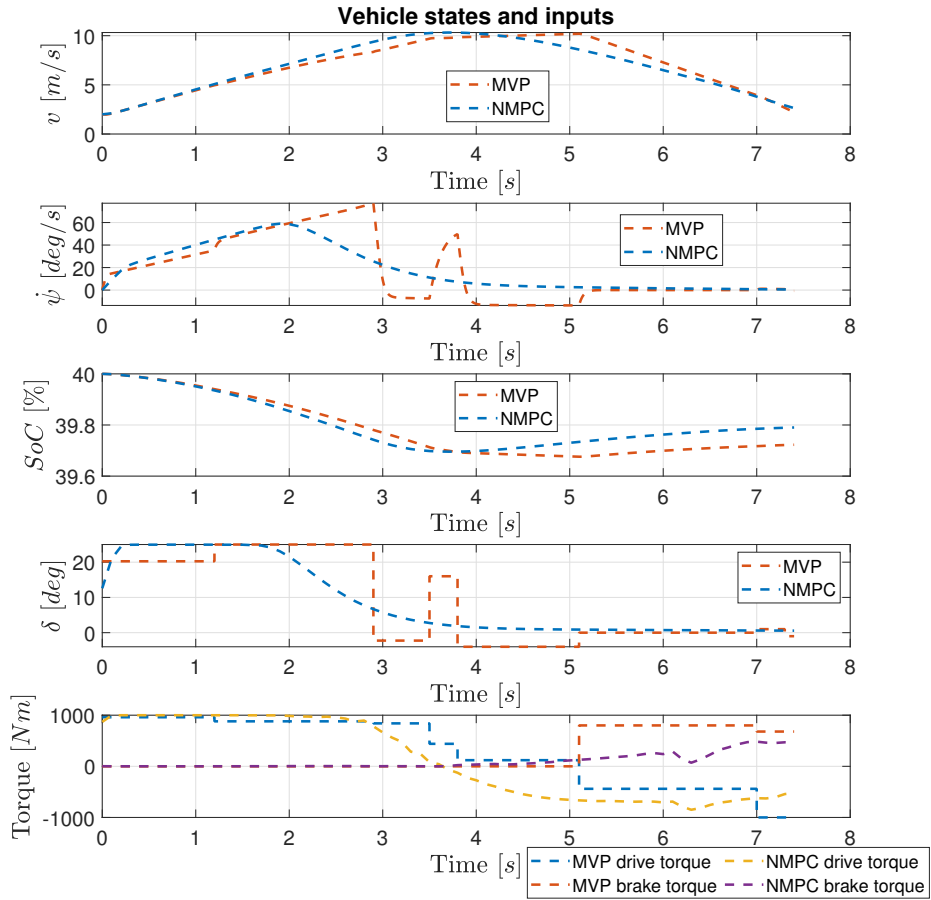 Vehicle states and inputs
v [m/s]
10
5
0
MVP
NMPC
0 1 2 3 4 5 6 7 8
Time [s]
ψ̇ [deg/s]
60
40
20
0
MVP
NMPC
0 1 2 3 4 5 6 7 8
Time [s]
SoC [%]
40
39.8
39.6
MVP
NMPC
0 1 2 3 4 5 6 7 8
Time [s]
δ [deg]
20
0
MVP
NMPC
0 1 2 3 4 5 6 7 8
Time [s]
Torque [Nm]
1000
0
-1000
0 1 2 3 4 5 6 7 8
Time [s]
MVP drive torque NMPC drive torque
MVP brake torque NMPC brake torque